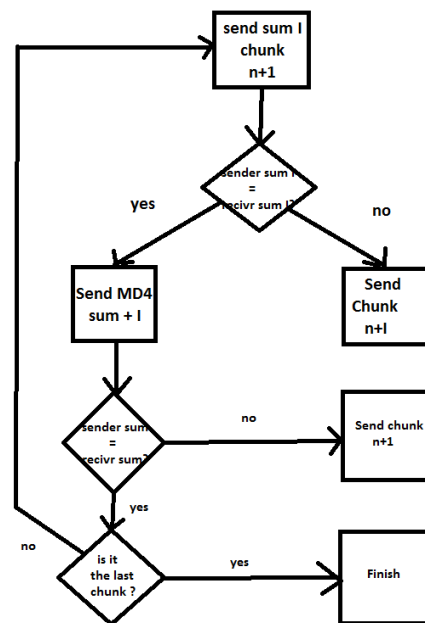 send sum I
chunk
n+1
sender sum I
=
recivr sum I?
yes
no
Send MD4
sum + I
Send
Chunk
n+I
sender sum
=
recivr sum?
no
Send chunk
n+1
yes
no
is it
the last
chunk ?
yes
Finish